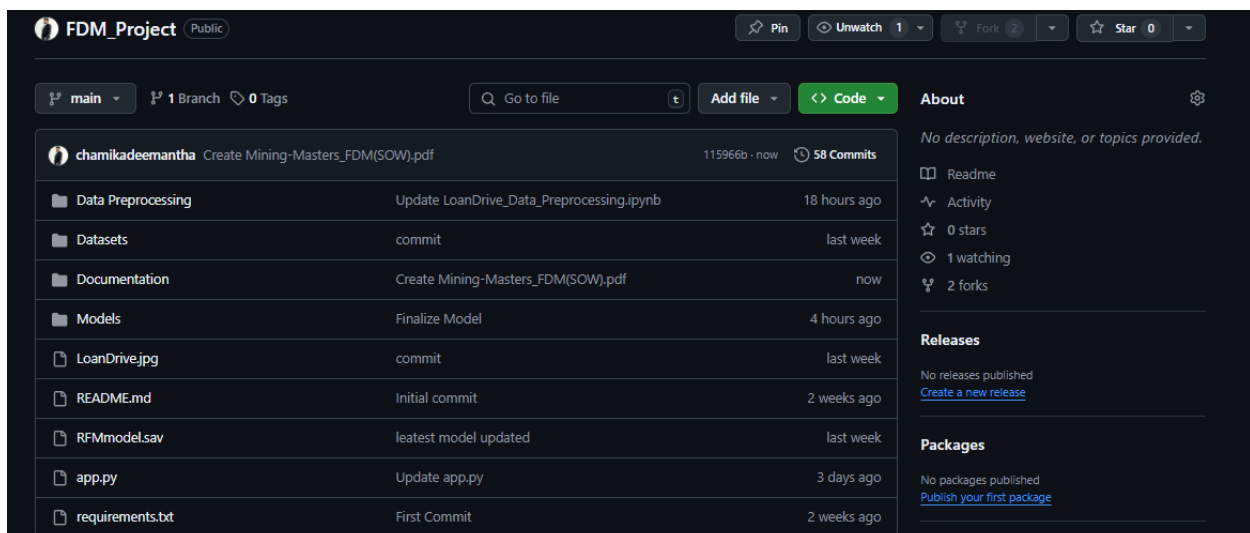 FDM_Project Public Pin Unwatch 1 Fork 2 Star 0
main 1 Branch 0 Tags Go to file t Add file Code
chamikadeemantha Create Mining-Masters_FDM(SOW).pdf 115966b · now 58 Commits
Data Preprocessing Update LoanDrive_Data_Preprocessing.ipynb 18 hours ago
Datasets commit last week
Documentation Create Mining-Masters_FDM(SOW).pdf now
Models Finalize Model 4 hours ago
LoanDrive.jpg commit last week
README.md Initial commit 2 weeks ago
RFMmodel.sav leatest model updated last week
app.py Update app.py 3 days ago
requirements.txt First Commit 2 weeks ago
About
No description, website, or topics provided.
Readme
Activity
0 stars
1 watching
2 forks
Releases
No releases published
Create a new release
Packages
No packages published
Publish your first package